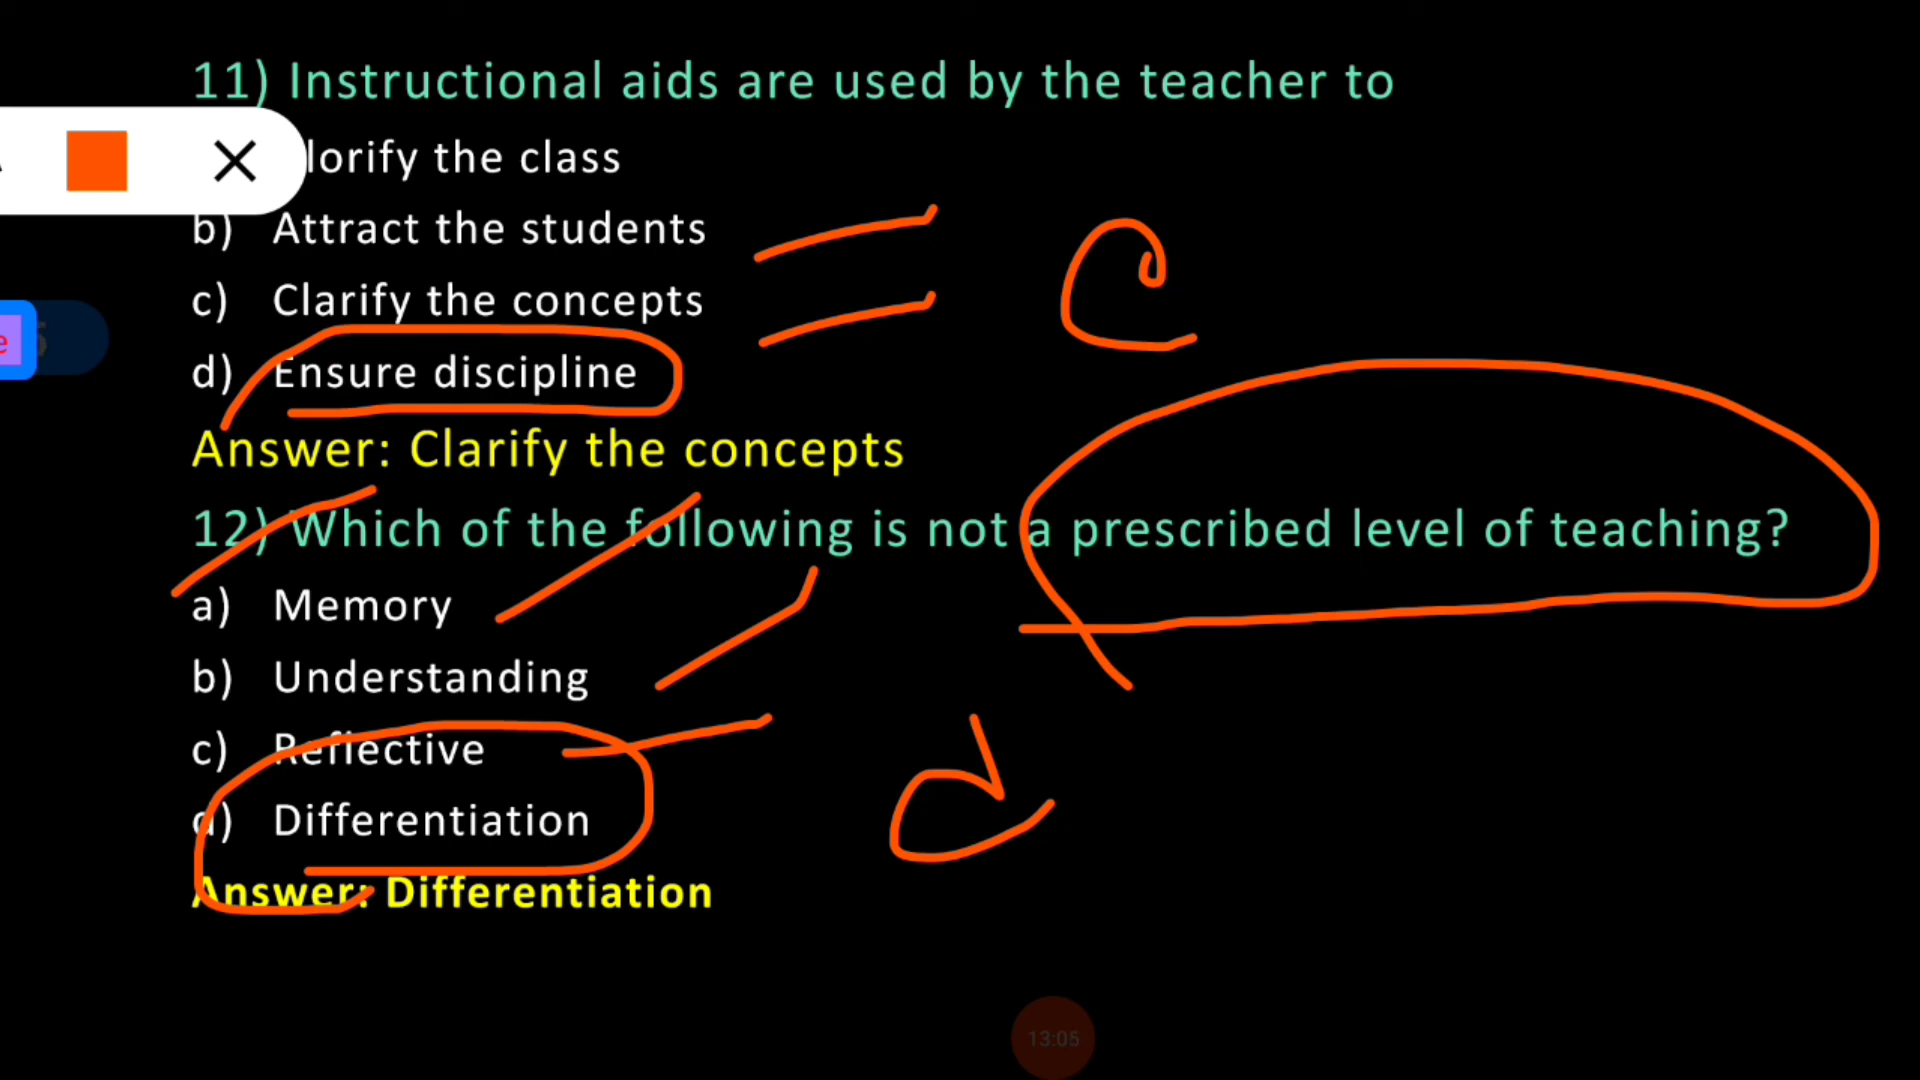 11) Instructional aids are used by the teacher to
lorify the class
b) Attract the students
c) Clarify the concepts
d) Ensure discipline
Answer: Clarify the concepts
12) Which of the following is not a prescribed level of teaching?
a) Memory
b) Understanding
c) Reflective
d) Differentiation
Answer: Differentiation
C
d
e
13:05